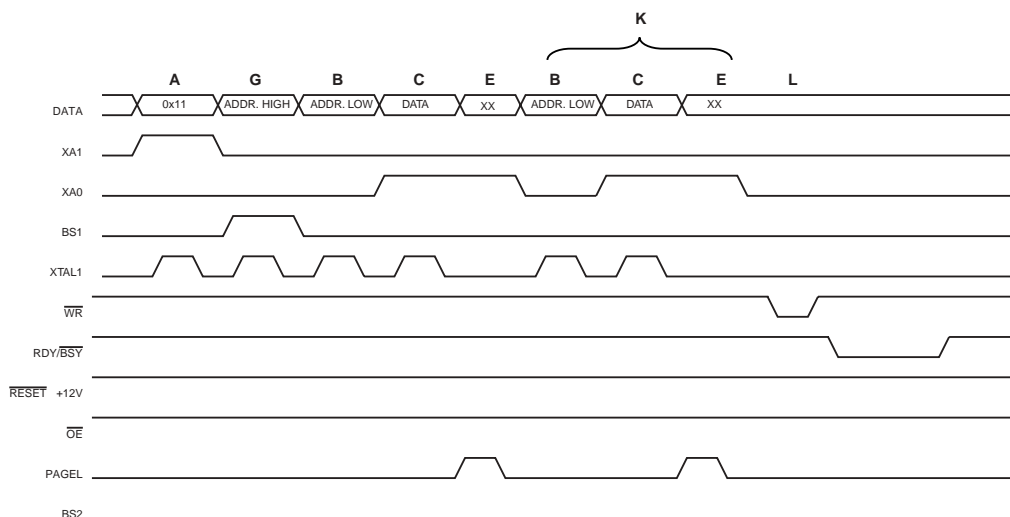 K
A G B C E B C E L
DATA 0x11 ADDR. HIGH ADDR. LOW DATA XX ADDR. LOW DATA XX
XA1
XA0
BS1
XTAL1
WR
RDY/BSY
RESET +12V
OE
PAGEL
BS2